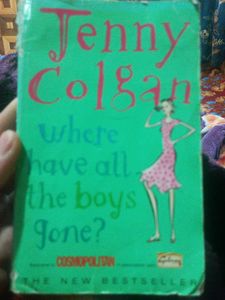 Jenny
Colgan
where
have all
the boys
gone?
COSMOPOLITAN
THE NEW BESTSELLER